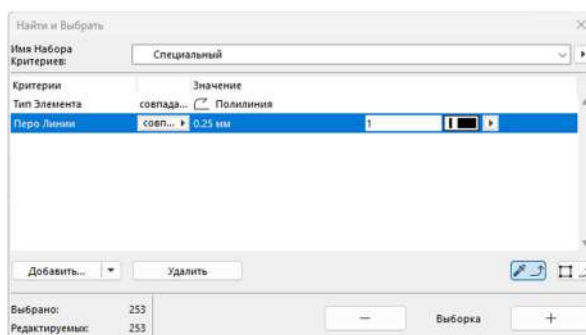 Найти и Выбрать
Имя Набора
Критериев:
Специальный
Критерии Значение
Тип Элемента совпада... Полилиния
Перо Линии совп... 0.25 мм 1
Добавить... Удалить
Выбрано: 253
Редактируемых: 253
Выборка